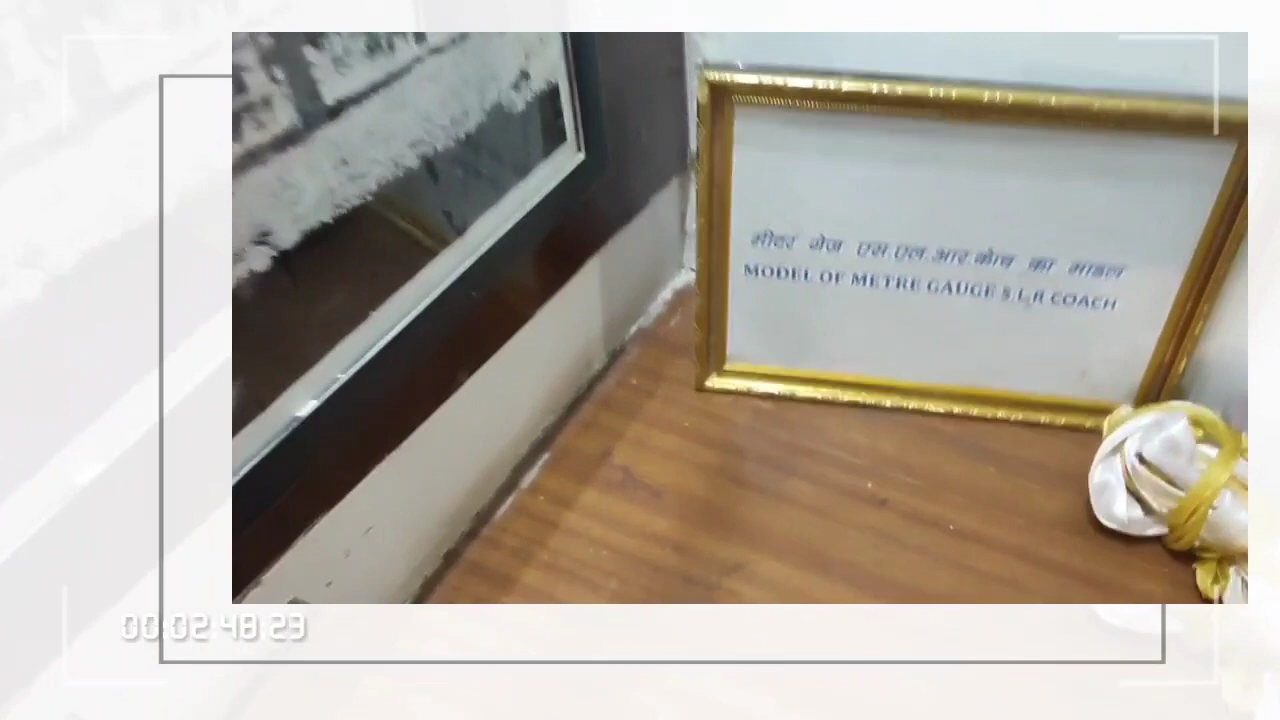 मीटर गेज एस.एल.आर.कोच का माडल
MODEL OF METRE GAUGE S.L.R COACH
00:02:48:23